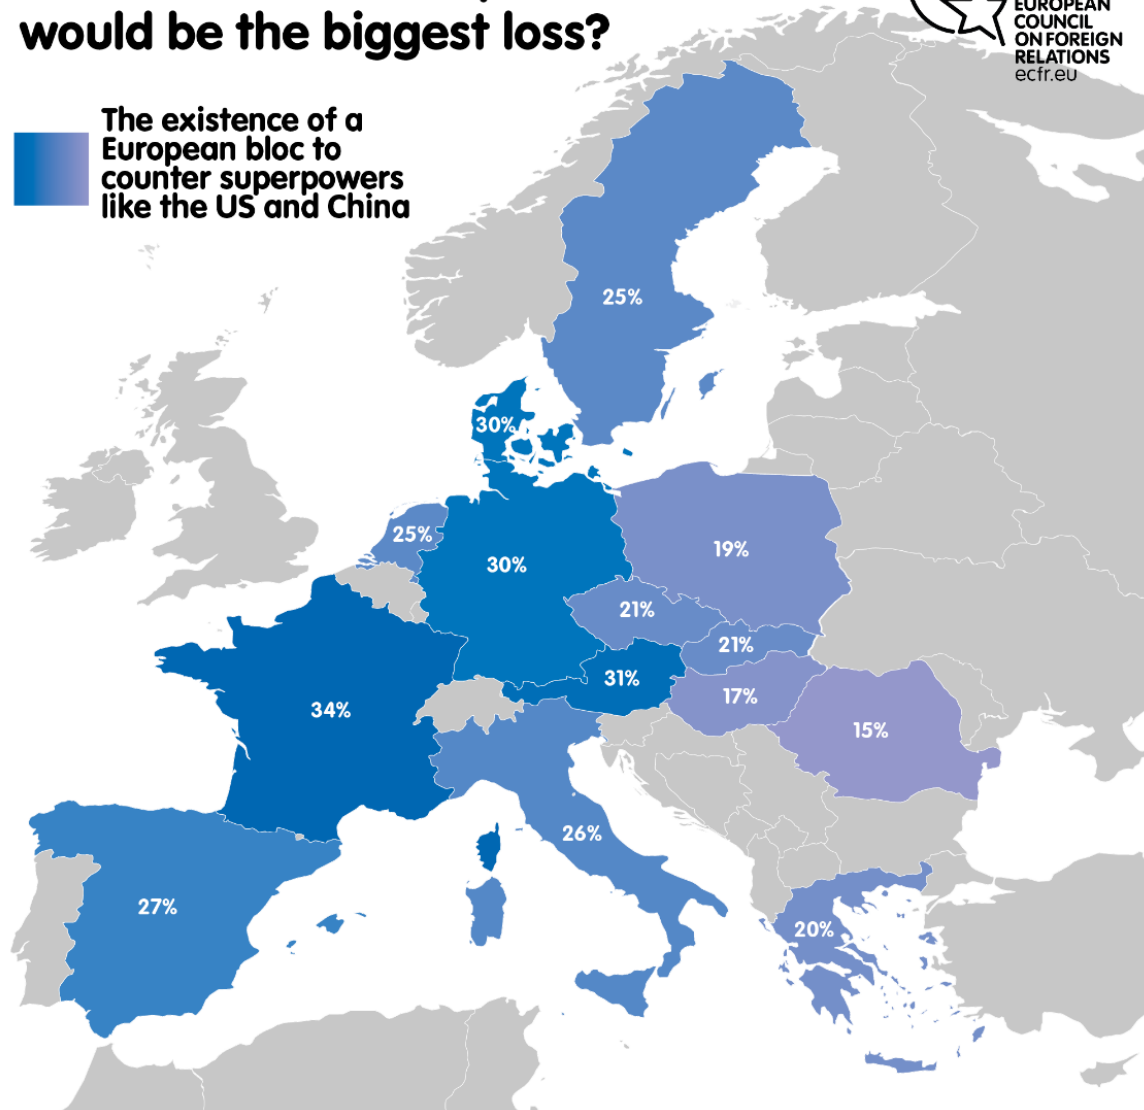 would be the biggest loss?
EUROPEAN
COUNCIL
ON FOREIGN
RELATIONS
ecfr.eu
The existence of a
European bloc to
counter superpowers
like the US and China
25%
30%
25%
30%
19%
21%
21%
31%
17%
34%
15%
26%
27%
20%